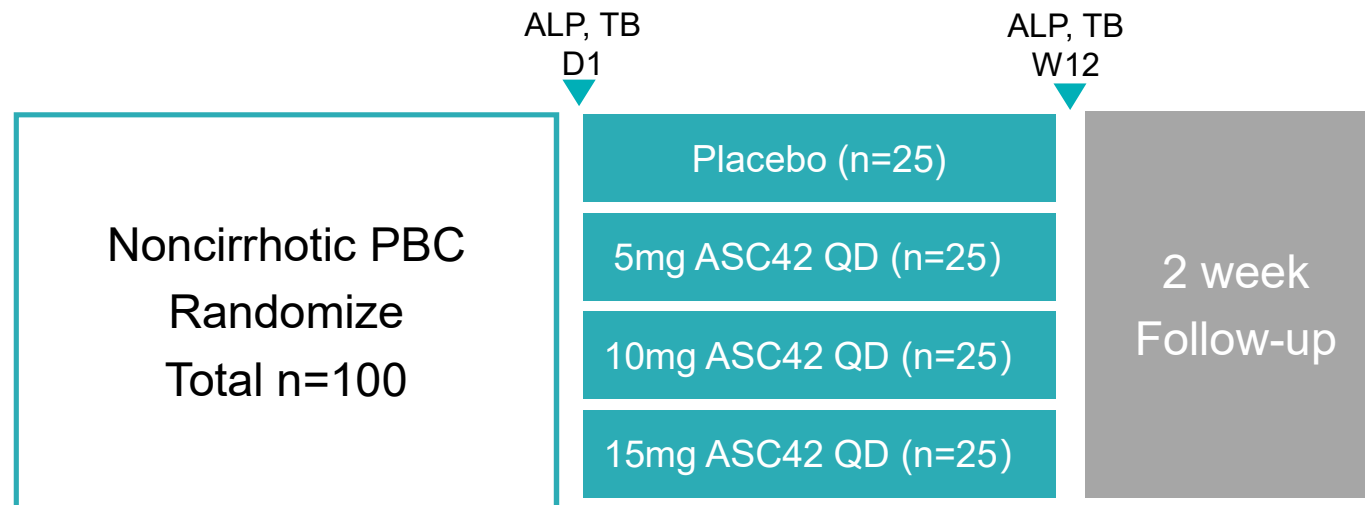 ALP, TB
D1
ALP, TB
W12
Noncirrhotic PBC
Randomize
Total n=100
Placebo (n=25)
5mg ASC42 QD (n=25)
10mg ASC42 QD (n=25)
15mg ASC42 QD (n=25)
2 week
Follow-up